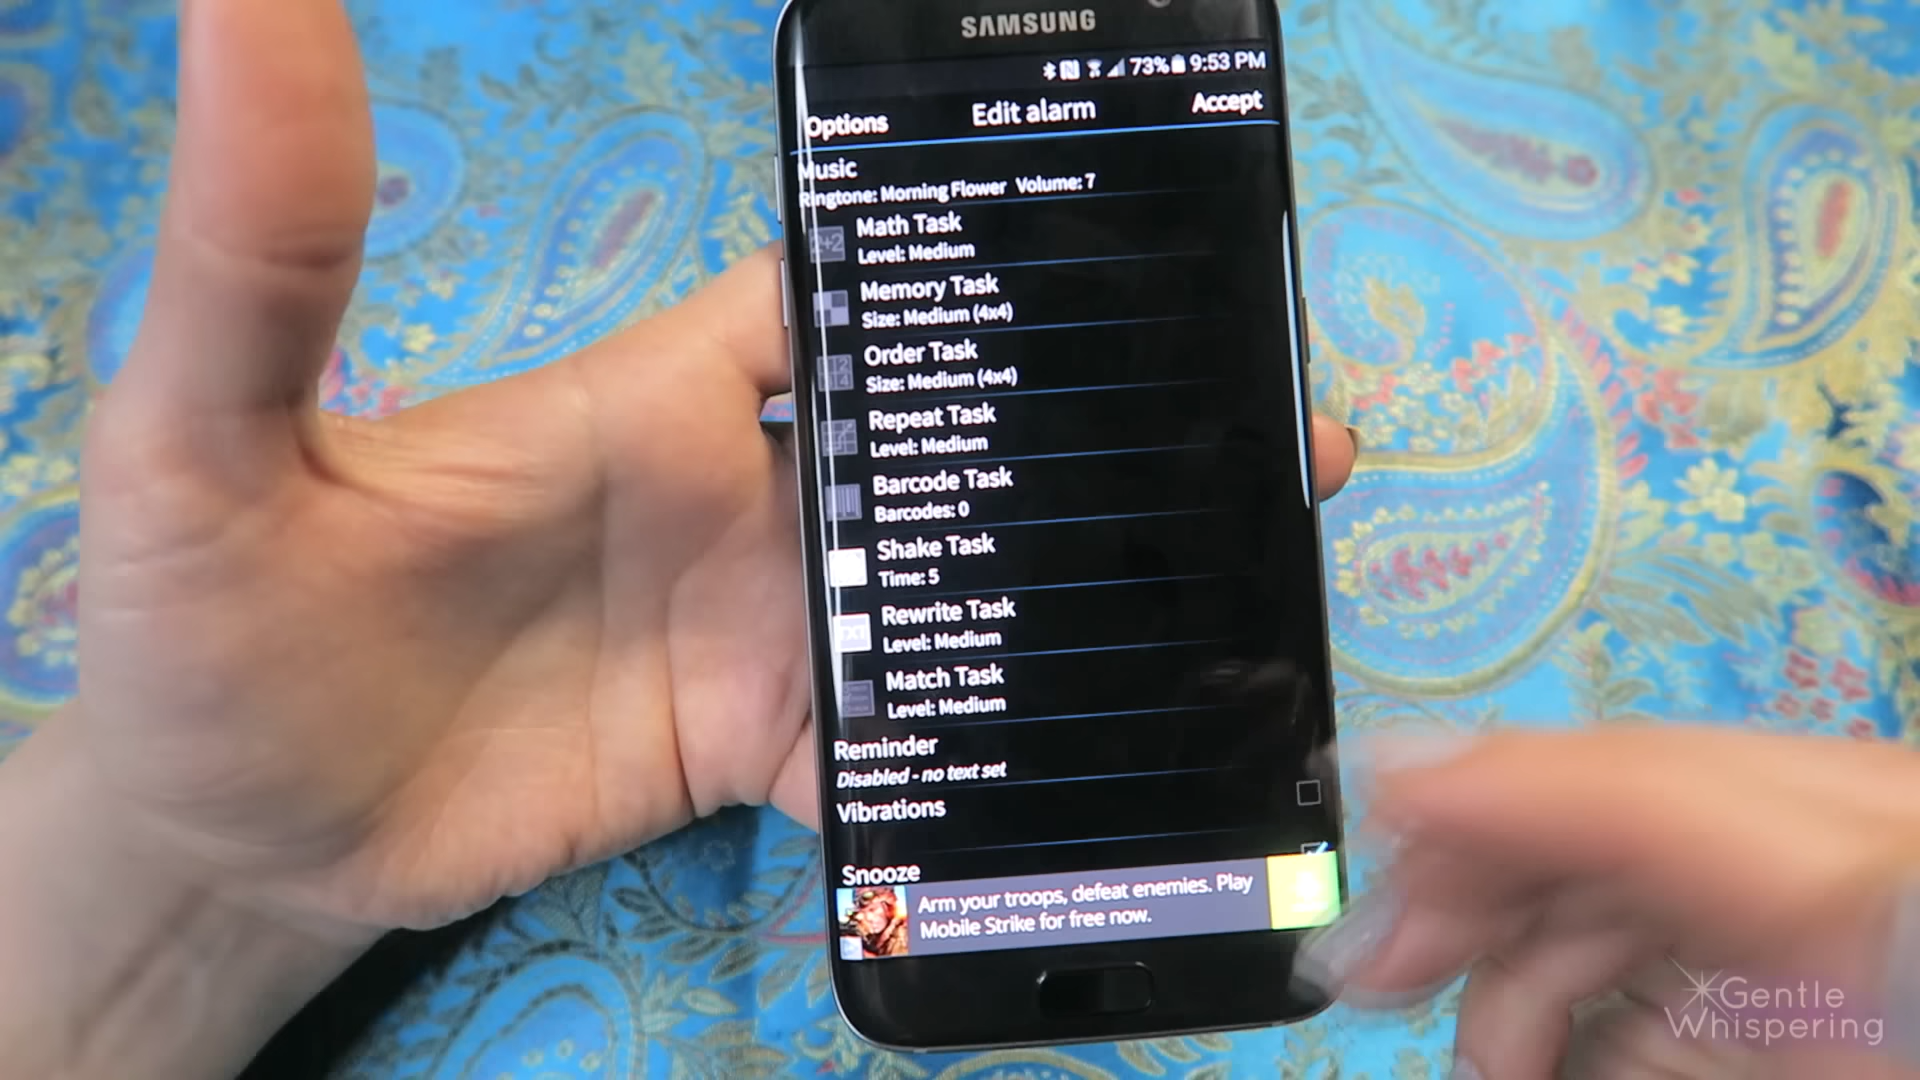 SAMSUNG
73% 9:53 PM
Options Edit alarm Accept
Music
Ringtone: Morning Flower Volume: 7
2+2
Math Task
Level: Medium
Memory Task
Size: Medium (4x4)
Order Task
Size: Medium (4x4)
Repeat Task
Level: Medium
Barcode Task
Barcodes: 0
Shake Task
Time: 5
TXT
Rewrite Task
Level: Medium
Match Task
Level: Medium
Reminder
Disabled - no text set
Vibrations
Snooze
Arm your troops, defeat enemies. Play
Mobile Strike for free now.
Gentle
Whispering